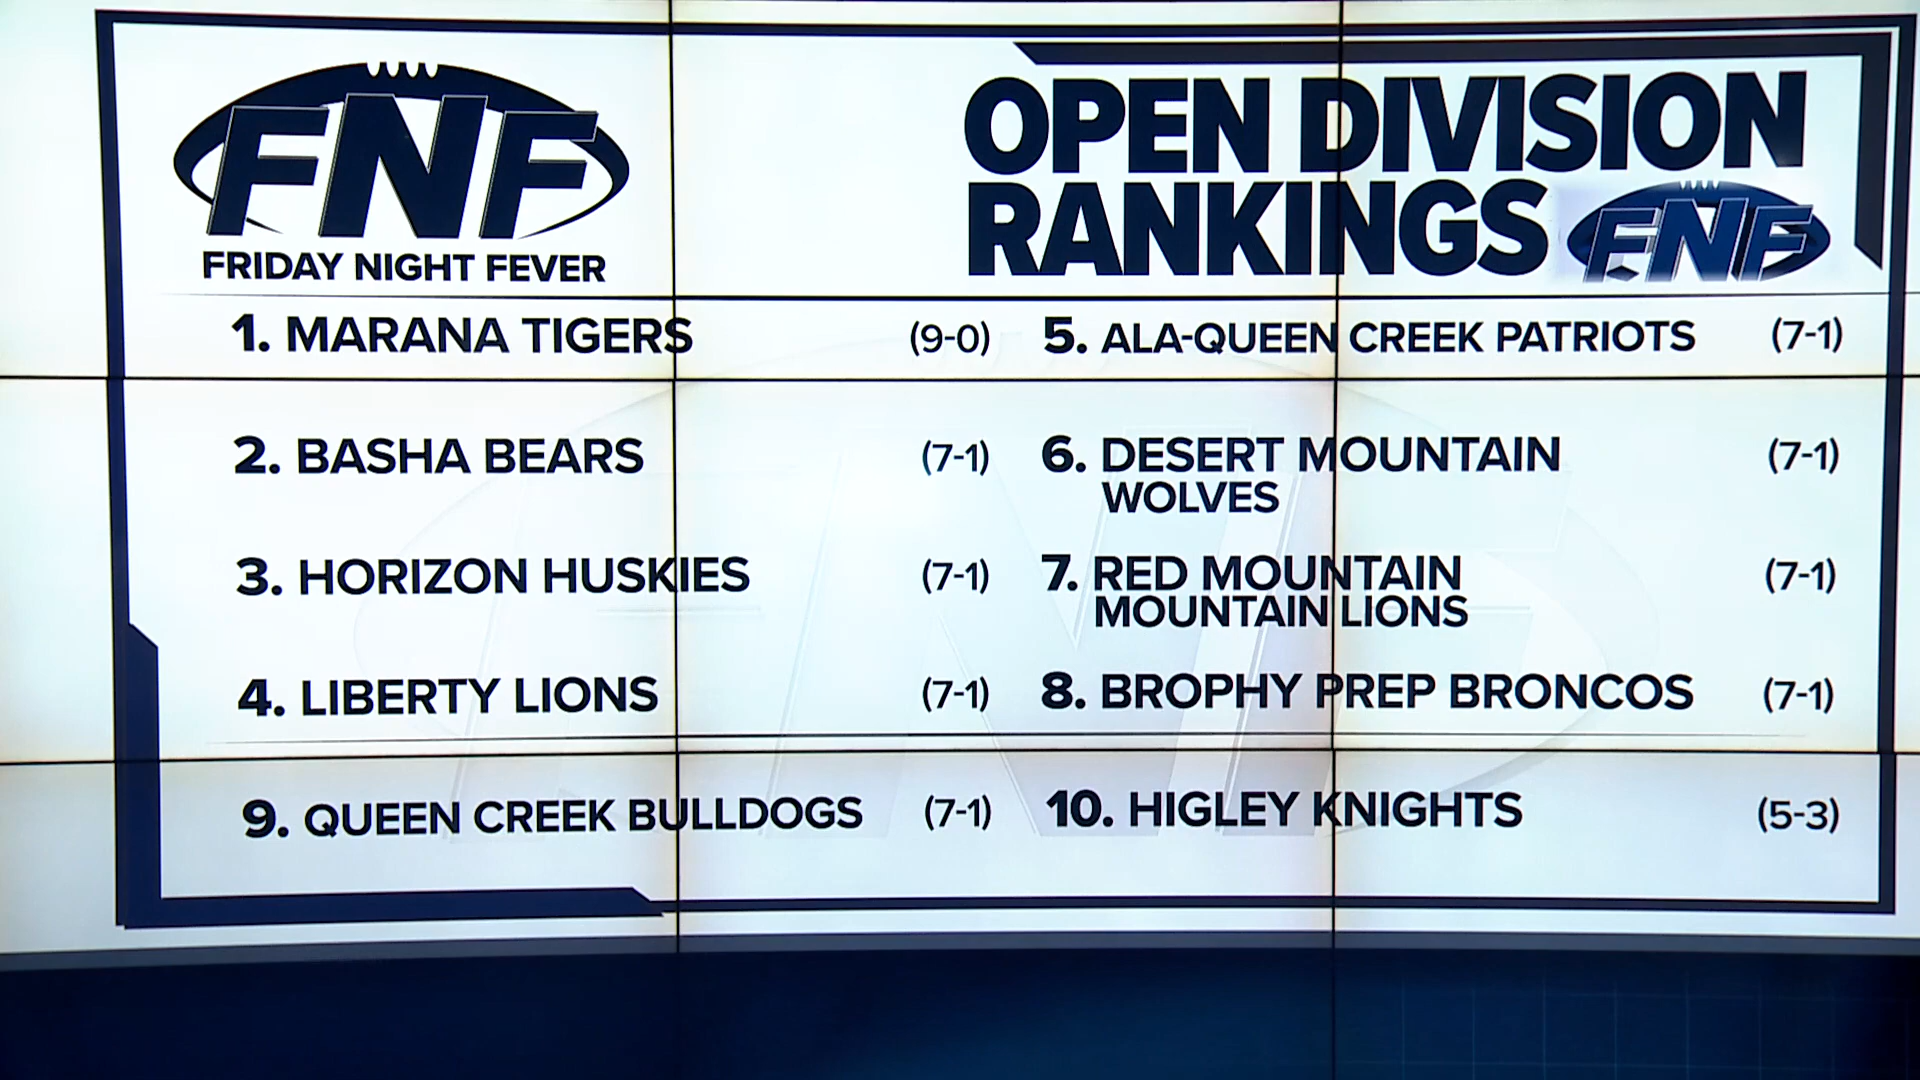 FNF
FRIDAY NIGHT FEVER
OPEN DIVISION
RANKINGS FNF
1. MARANA TIGERS (9-0)
2. BASHA BEARS (7-1)
3. HORIZON HUSKIES (7-1)
4. LIBERTY LIONS (7-1)
5. ALA-QUEEN CREEK PATRIOTS (7-1)
6. DESERT MOUNTAIN (7-1)
WOLVES
7. RED MOUNTAIN (7-1)
MOUNTAIN LIONS
8. BROPHY PREP BRONCOS (7-1)
9. QUEEN CREEK BULLDOGS (7-1)
10. HIGLEY KNIGHTS (5-3)